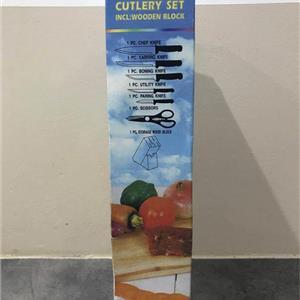 CUTLERY SET
INCL:WOODEN BLOCK
1 PC. CHEF KNIFE
1 PC. CARVING KNIFE
1 PC. BONING KNIFE
1 PC. UTILITY KNIFE
1 PC. PARING KNIFE
1 PC. SCISSORS
1 PC. STORAGE WOOD BLOCK